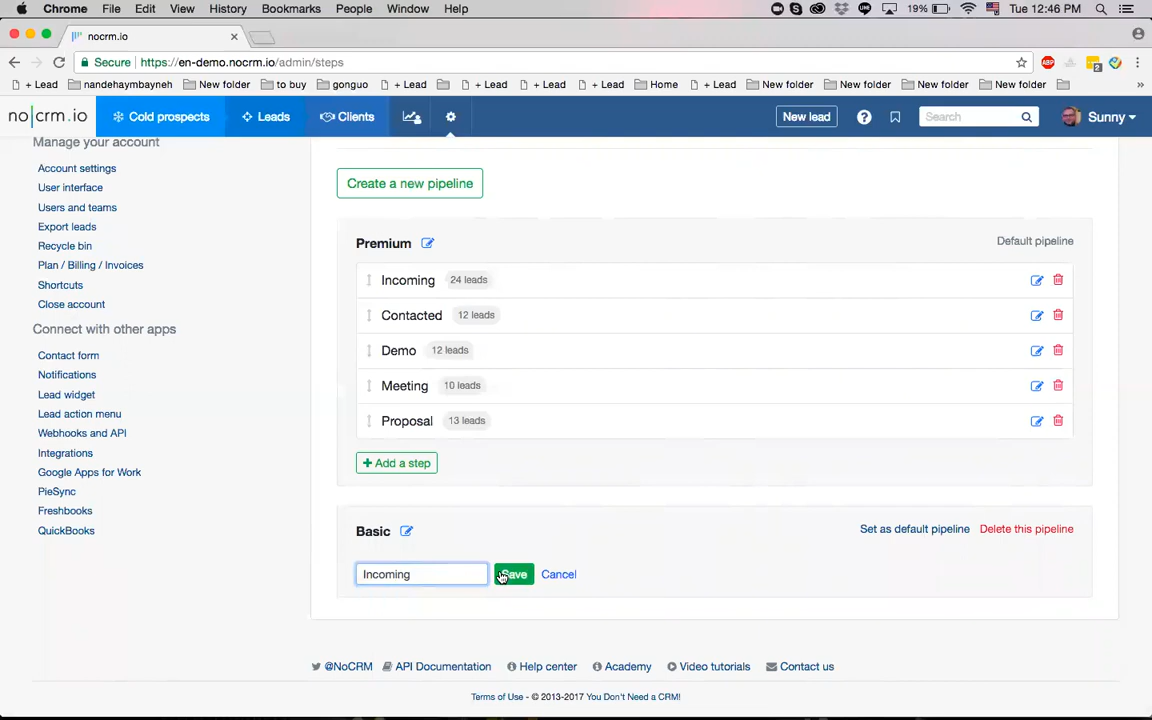 Chrome File Edit View History Bookmarks People Window Help 19% Tue 12:46 PM
nocrm.io
Secure https://en-demo.nocrm.io/admin/steps
+ Lead nandehaymbayneh New folder to buy gonguo + Lead + Lead + Lead + Lead Home + Lead New folder New folder New folder New folder »
no|crm.io Cold prospects Leads Clients New lead Search Sunny
Manage your account
Account settings
User interface
Users and teams
Export leads
Recycle bin
Plan / Billing / Invoices
Shortcuts
Close account
Connect with other apps
Contact form
Notifications
Lead widget
Lead action menu
Webhooks and API
Integrations
Google Apps for Work
PieSync
Freshbooks
QuickBooks
Create a new pipeline
Premium Default pipeline
Incoming 24 leads
Contacted 12 leads
Demo 12 leads
Meeting 10 leads
Proposal 13 leads
+ Add a step
Basic Set as default pipeline Delete this pipeline
Incoming Save Cancel
@NoCRM API Documentation Help center Academy Video tutorials Contact us
Terms of Use - © 2013-2017 You Don't Need a CRM!